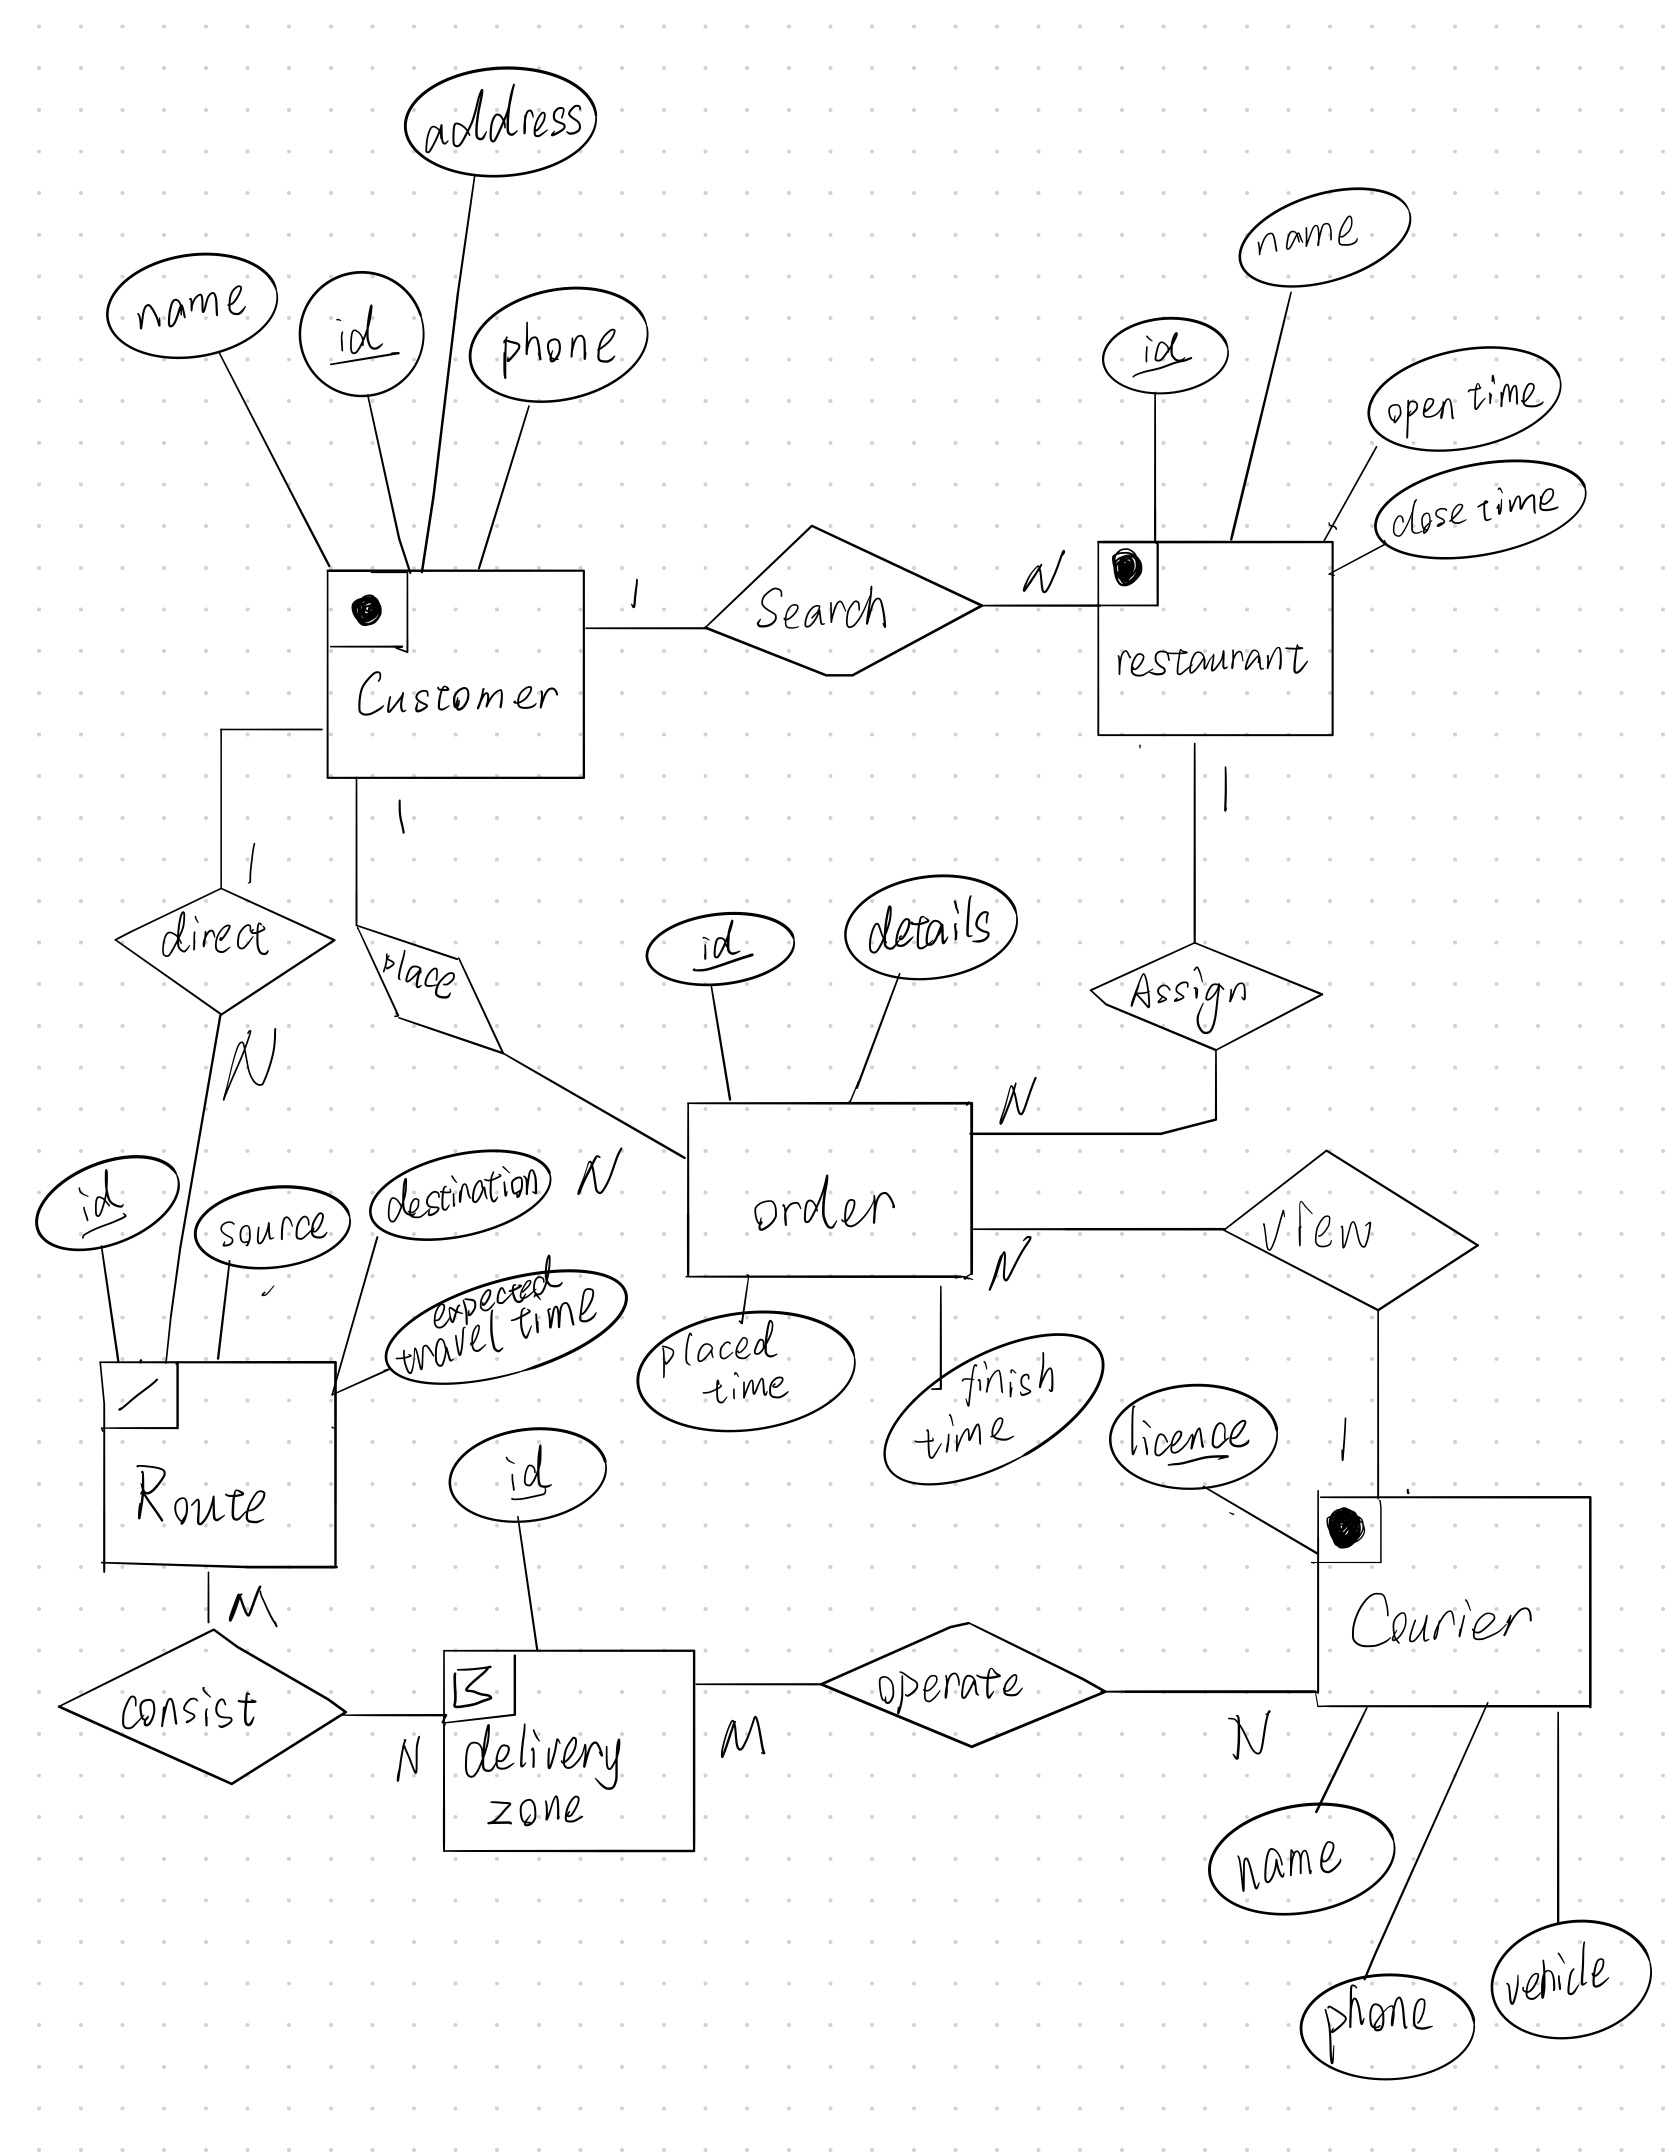 address
name
id
phone
name
id
open time
close time
1
Search
N
Customer
restaurant
1
1
1
direct
place
id
details
Assign
N
N
id
source
destination
N
order
view
N
expected
travel time
placed
time
finish
time
licence
1
id
Route
M
Courier
consist
N
delivery
zone
M
operate
N
name
phone
vehicle